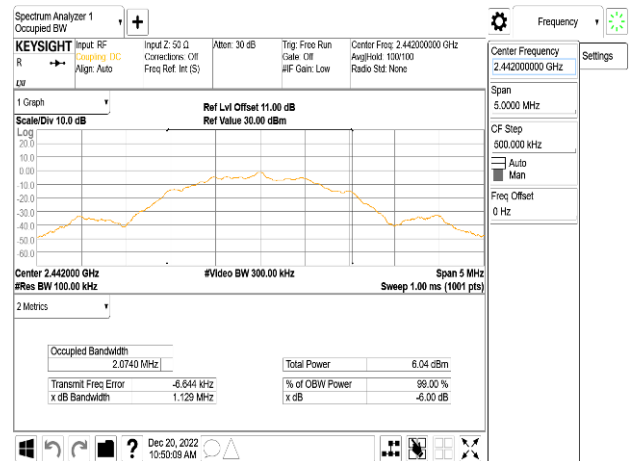 Spectrum Analyzer 1
Occupied BW
Frequency
KEYSIGHT
R
Input: RF
Coupling: DC
Align: Auto
Input Z: 50 Ω
Corrections: Off
Freq Ref: Int (S)
Atten: 30 dB
Trig: Free Run
Gate: Off
#IF Gain: Low
Center Freq: 2.442000000 GHz
Avg|Hold: 100/100
Radio Std: None
Center Frequency
2.442000000 GHz
Settings
Span
5.0000 MHz
CF Step
500.000 kHz
Auto
Man
Freq Offset
0 Hz
1 Graph
Scale/Div 10.0 dB
Ref Lvl Offset 11.00 dB
Ref Value 30.00 dBm
Log
20.0
10.0
0.00
-10.0
-20.0
-30.0
-40.0
-50.0
-60.0
Center 2.442000 GHz
#Res BW 100.00 kHz
#Video BW 300.00 kHz
Span 5 MHz
Sweep 1.00 ms (1001 pts)
2 Metrics
Occupied Bandwidth
2.0740 MHz
Transmit Freq Error -6.644 kHz
x dB Bandwidth 1.129 MHz
Total Power 6.04 dBm
% of OBW Power 99.00 %
x dB -6.00 dB
?
Dec 20, 2022
10:50:09 AM